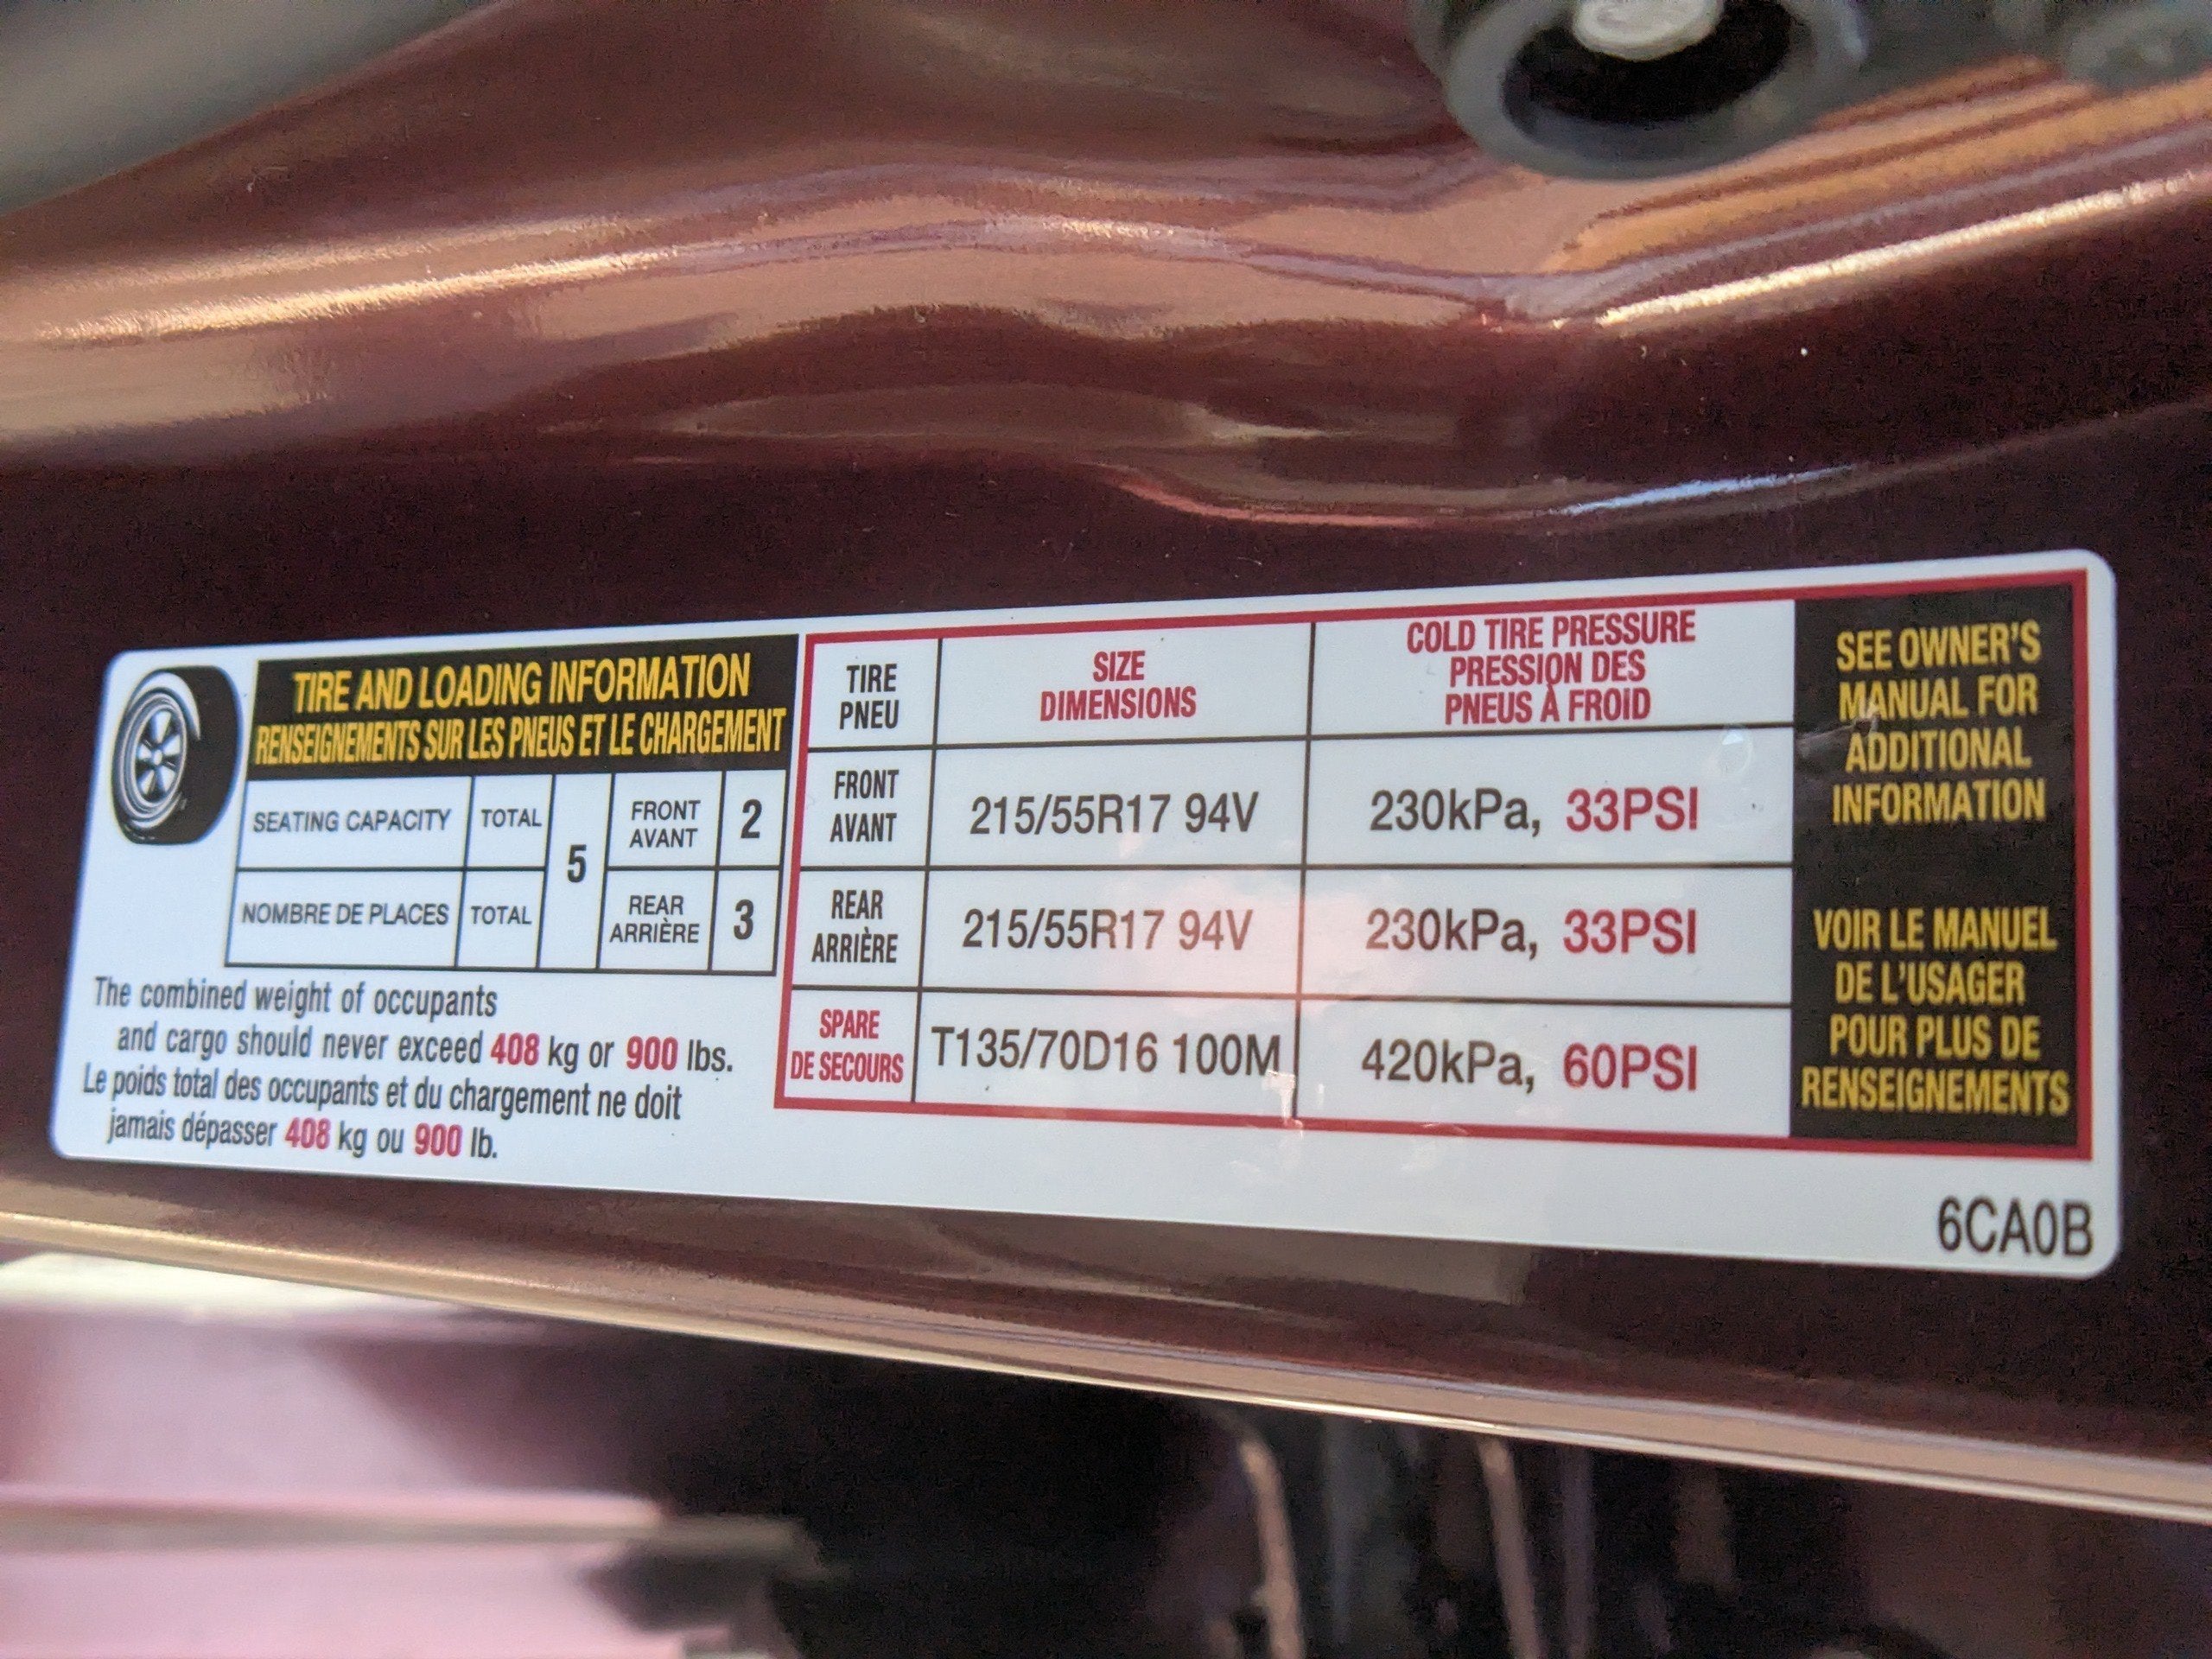 TIRE AND LOADING INFORMATION
RENSEIGNEMENTS SUR LES PNEUS ET LE CHARGEMENT
SEATING CAPACITY TOTAL 5 FRONT AVANT 2
NOMBRE DE PLACES TOTAL REAR ARRIÈRE 3
The combined weight of occupants
and cargo should never exceed 408 kg or 900 lbs.
Le poids total des occupants et du chargement ne doit
jamais dépasser 408 kg ou 900 lb.
TIRE PNEU
SIZE
DIMENSIONS
COLD TIRE PRESSURE
PRESSION DES
PNEUS À FROID
FRONT AVANT 215/55R17 94V 230kPa, 33PSI
REAR ARRIÈRE 215/55R17 94V 230kPa, 33PSI
SPARE DE SECOURS T135/70D16 100M 420kPa, 60PSI
SEE OWNER'S
MANUAL FOR
ADDITIONAL
INFORMATION
VOIR LE MANUEL
DE L'USAGER
POUR PLUS DE
RENSEIGNEMENTS
6CA0B